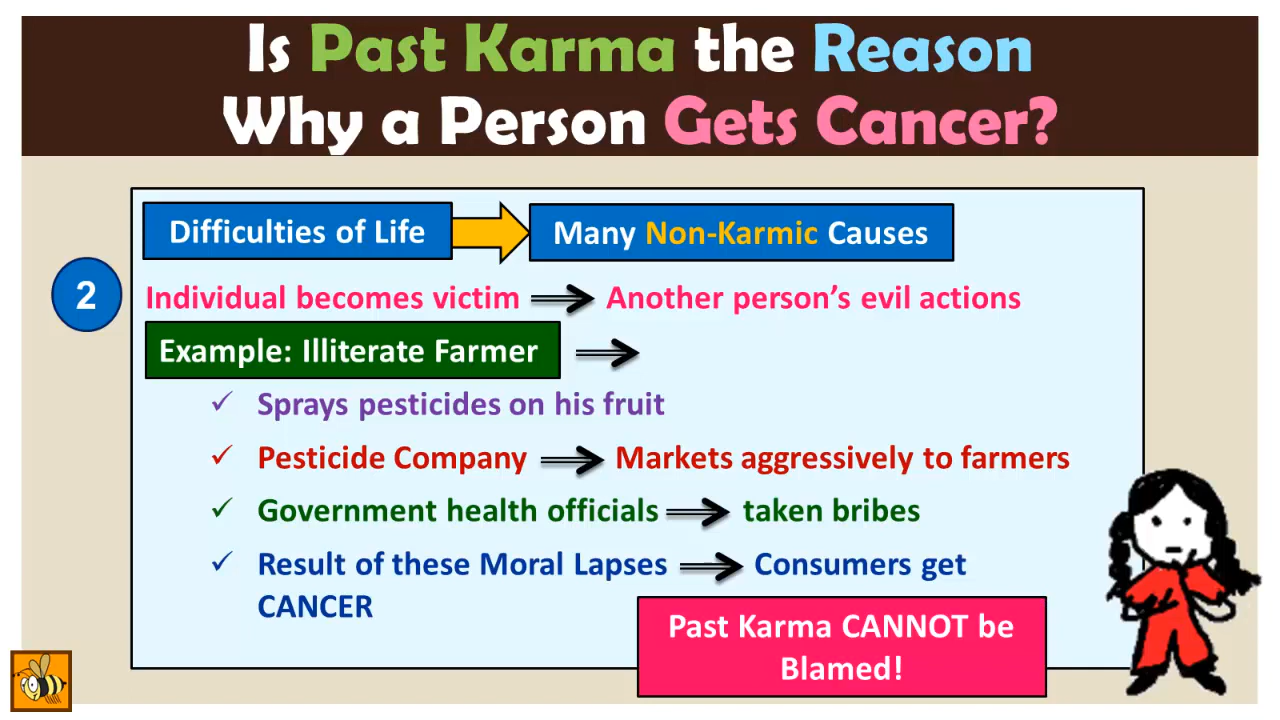 Is Past Karma the Reason
Why a Person Gets Cancer?
Difficulties of Life
Many Non-Karmic Causes
2
Individual becomes victim
Another person's evil actions
Example: Illiterate Farmer
✓ Sprays pesticides on his fruit
✓ Pesticide Company
Markets aggressively to farmers
✓ Government health officials
taken bribes
✓ Result of these Moral Lapses
Consumers get
CANCER
Past Karma CANNOT be
Blamed!